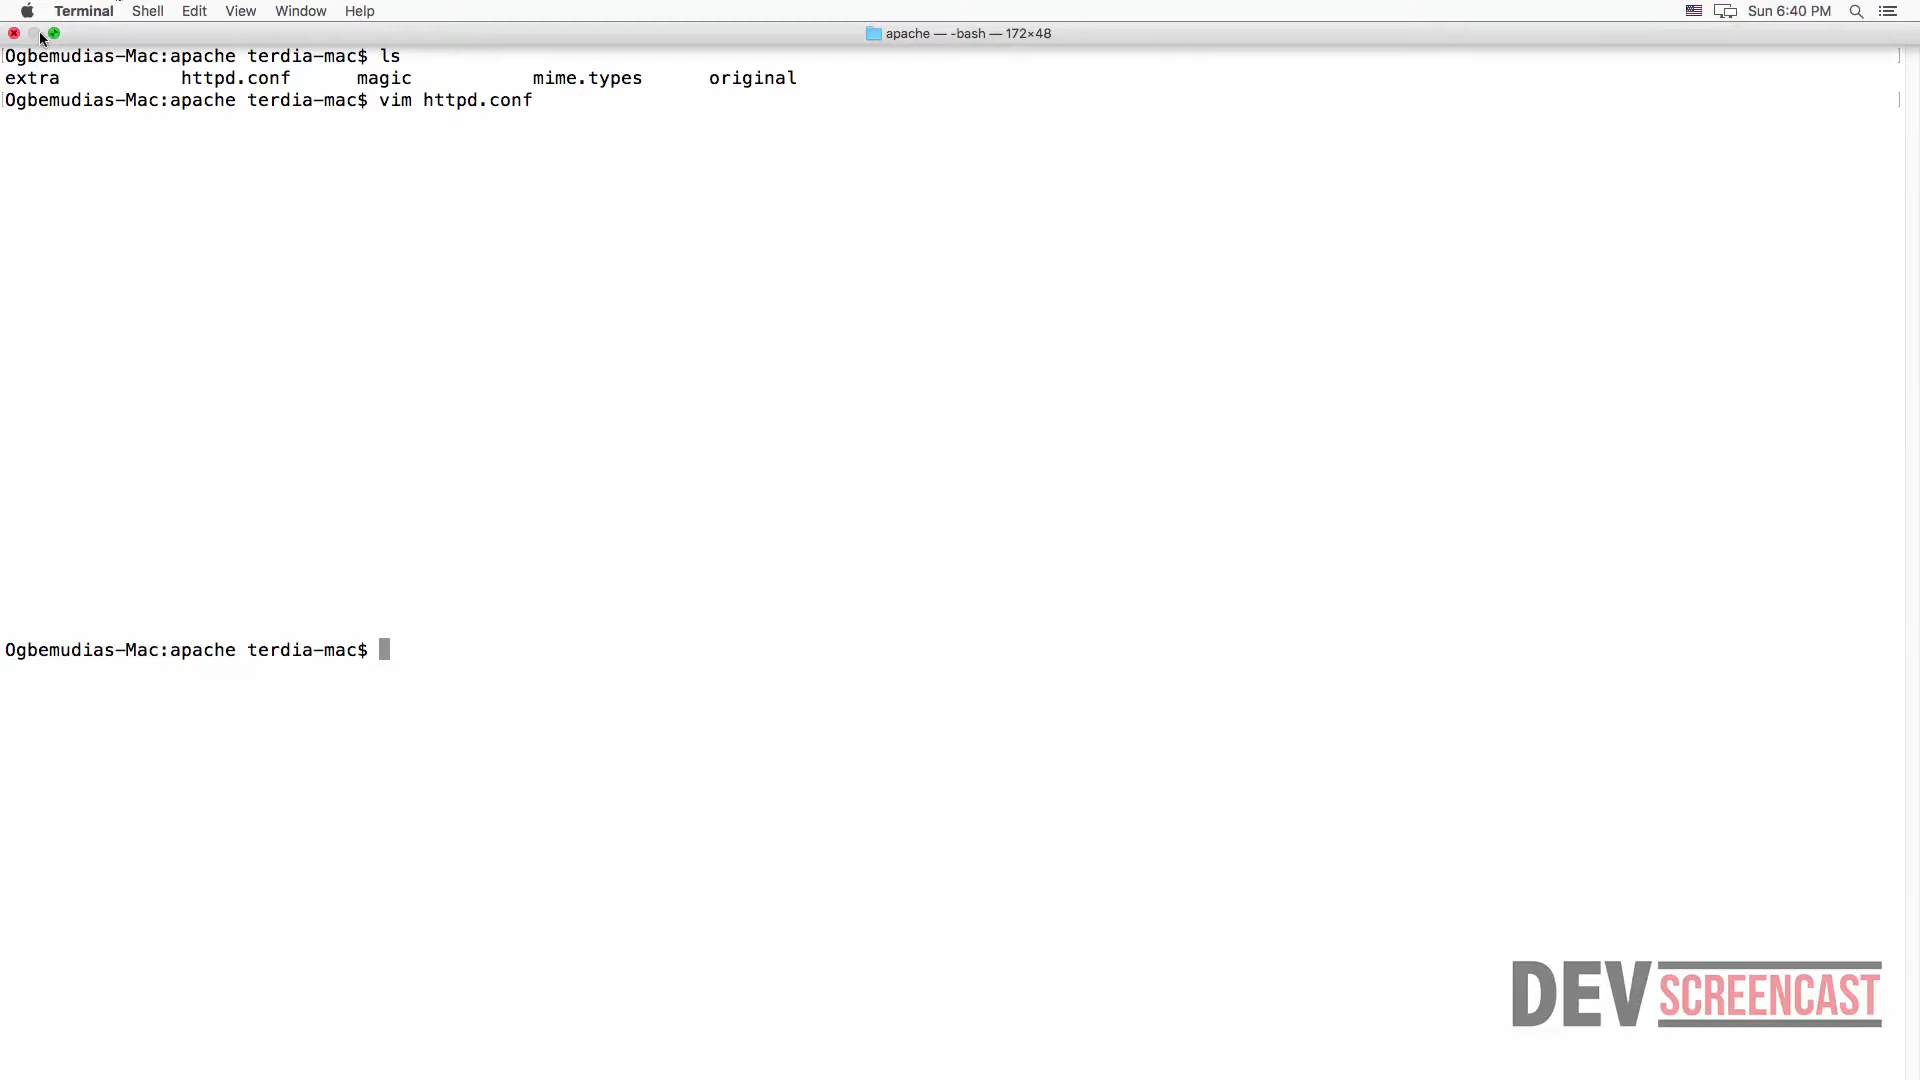 Terminal Shell Edit View Window Help Sun 6:40 PM
apache — -bash — 172×48
Ogbemudias-Mac:apache terdia-mac$ ls
extra httpd.conf magic mime.types original
Ogbemudias-Mac:apache terdia-mac$ vim httpd.conf
Ogbemudias-Mac:apache terdia-mac$
DEV SCREENCAST